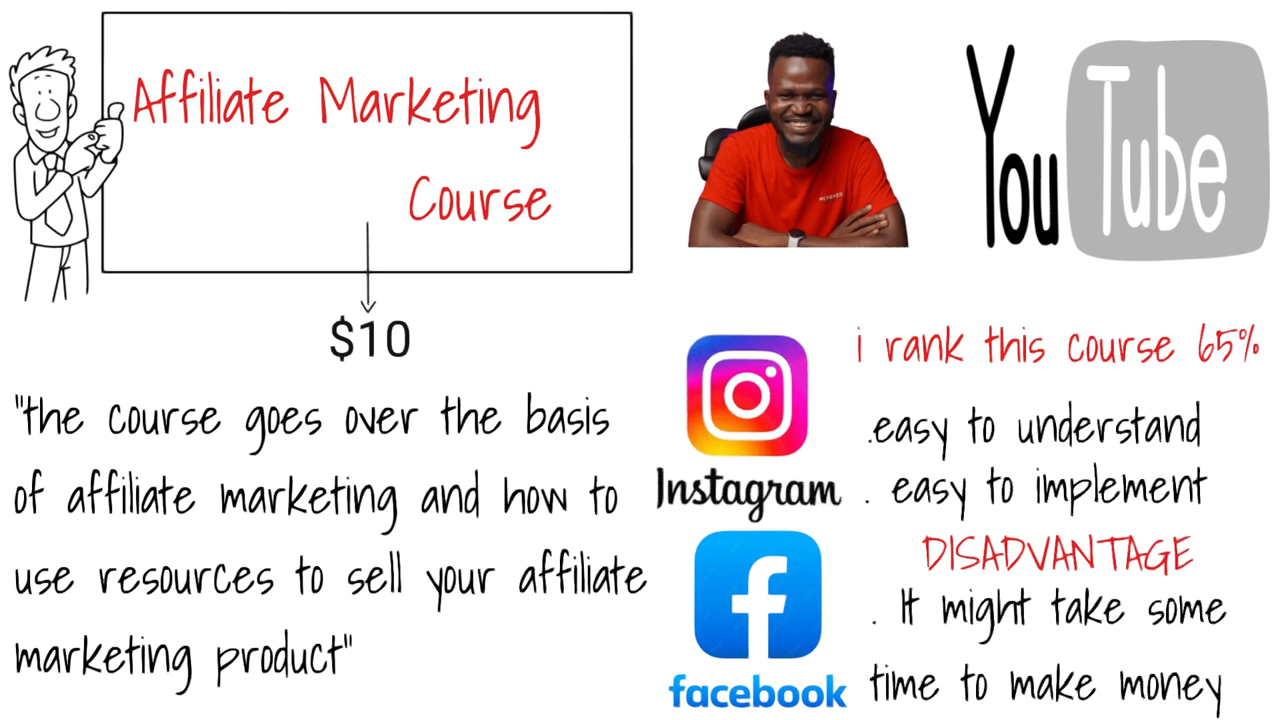 Affiliate Marketing
Course
$10
"the course goes over the basis
of affiliate marketing and how to
use resources to sell your affiliate
marketing product"
YouTube
Instagram
facebook
i rank this course 65%
.easy to understand
. easy to implement
DISADVANTAGE
. It might take some
time to make money